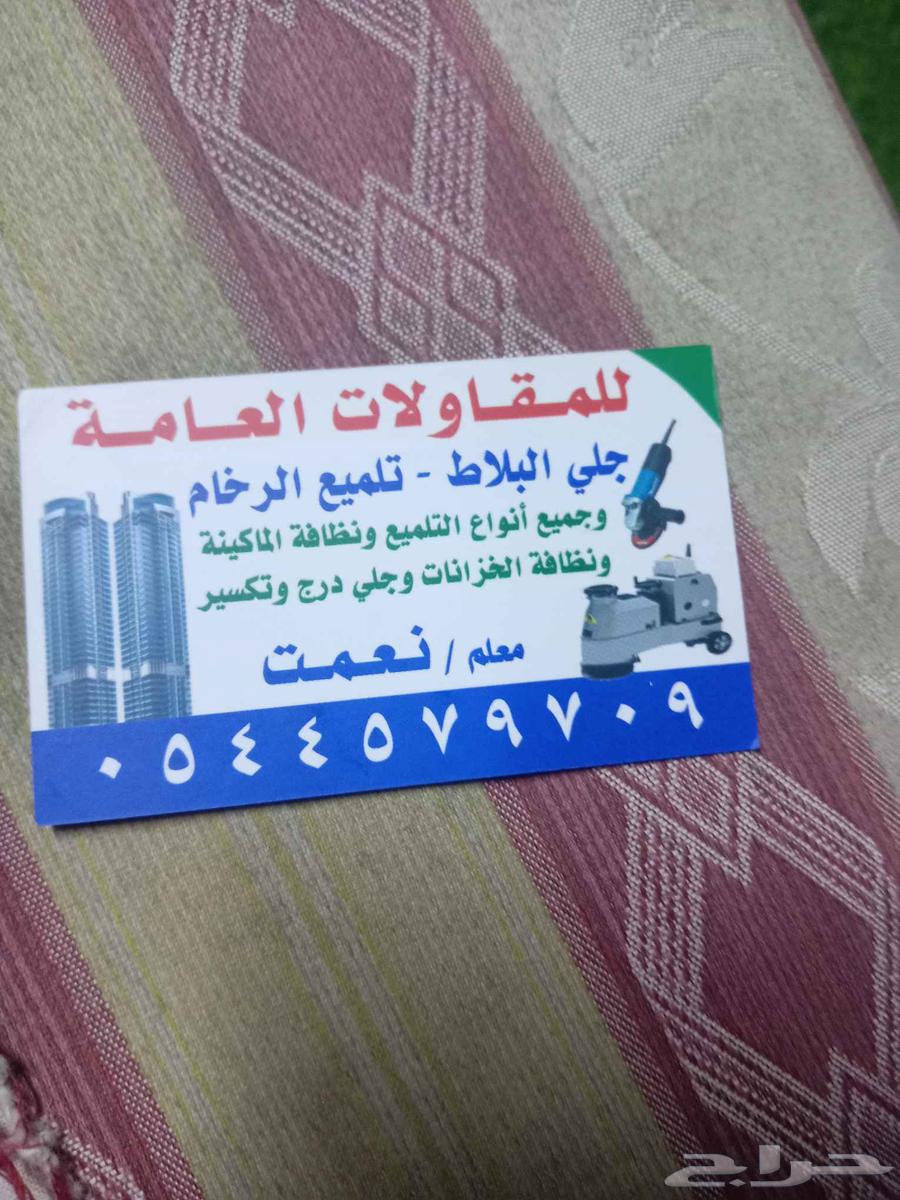 للمقاولات العامة
جلي البلاط - تلميع الرخام
وجميع أنواع التلميع ونظافة الماكينة
ونظافة الخزانات وجلي درج وتكسير
معلم / نعمت
٠٥٤٤٥٧٩٧٠٩
حراج